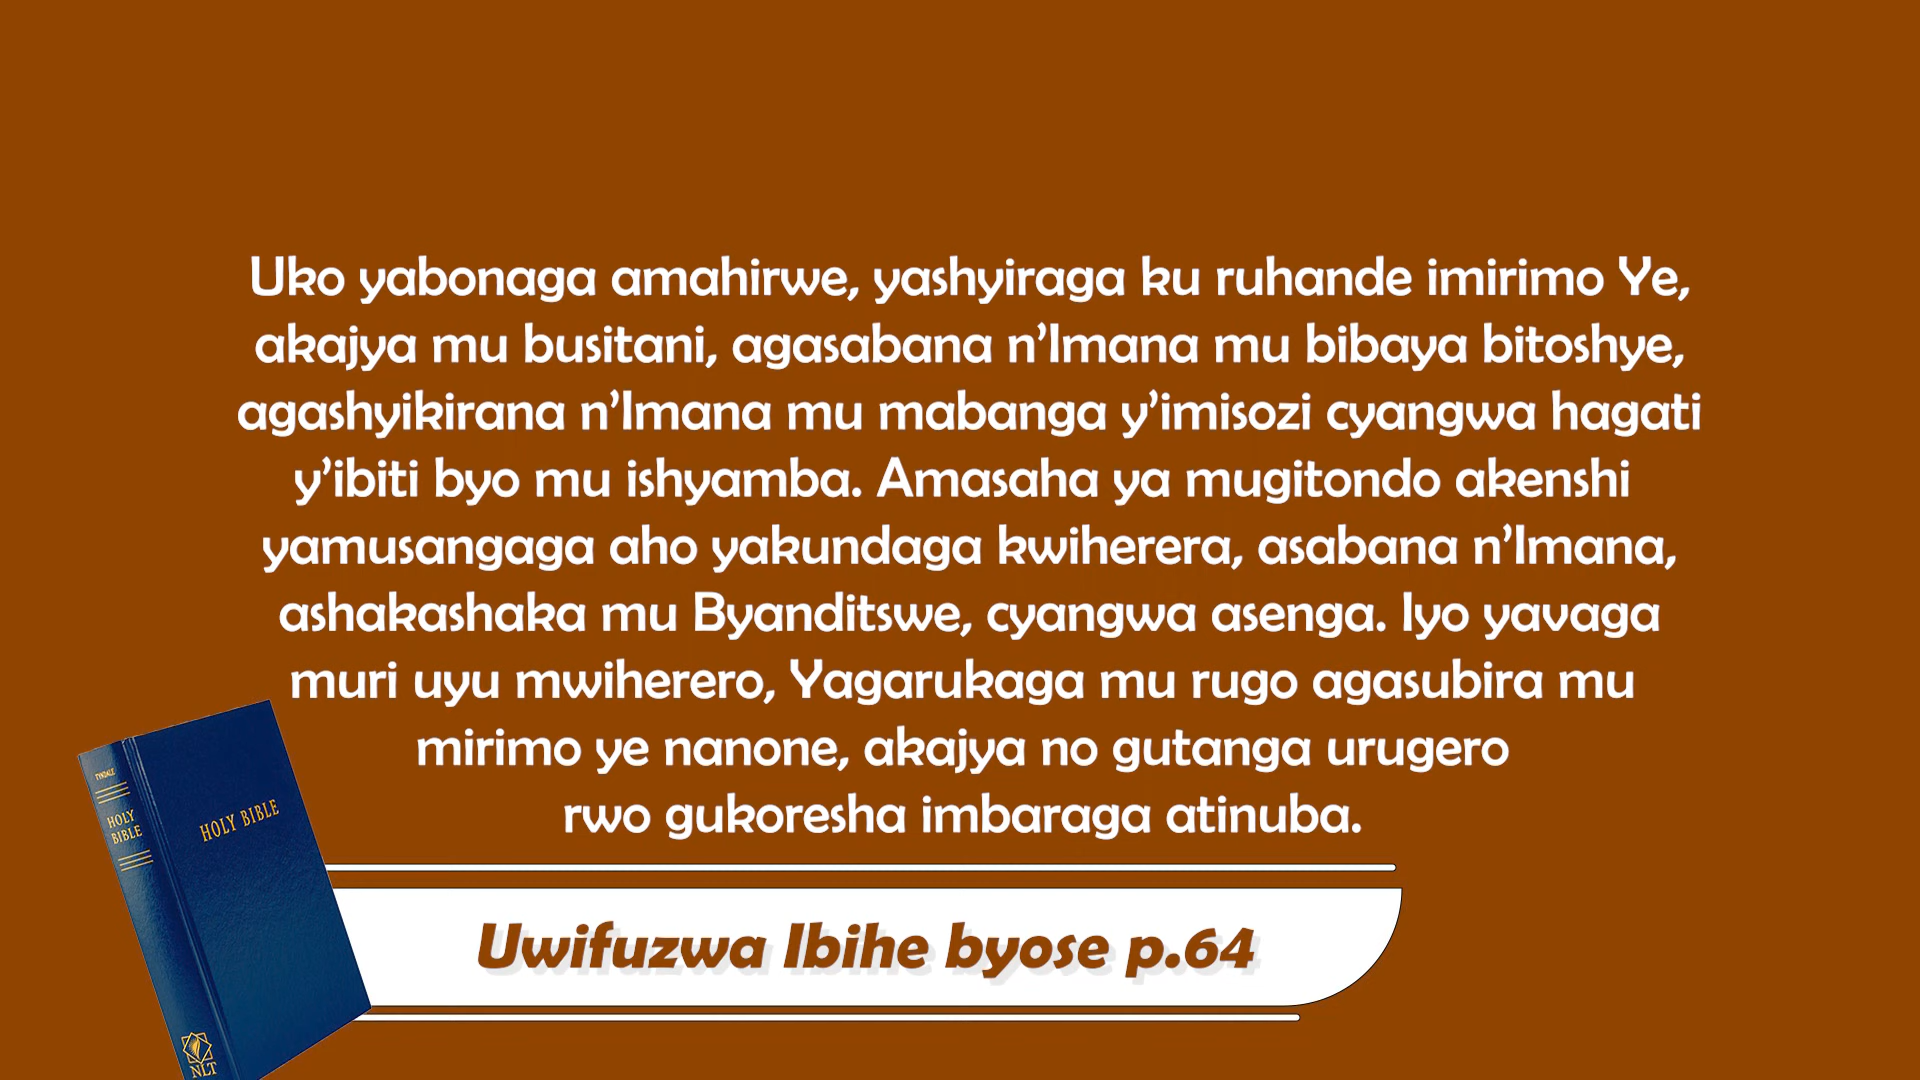 Uko yabonaga amahirwe, yashyiraga ku ruhande imirimo Ye,
akajya mu busitani, agasabana n’Imana mu bibaya bitoshye,
agashyikirana n’Imana mu mabanga y’imisozi cyangwa hagati
y’ibiti byo mu ishyamba. Amasaha ya mugitondo akenshi
yamusangaga aho yakundaga kwiherera, asabana n’Imana,
ashakashaka mu Byanditswe, cyangwa asenga. Iyo yavaga
muri uyu mwiherero, Yagarukaga mu rugo agasubira mu
mirimo ye nanone, akajya no gutanga urugero
rwo gukoresha imbaraga atinuba.
TYNDALE
HOLY
BIBLE
HOLY BIBLE
NLT
Uwifuzwa Ibihe byose p.64